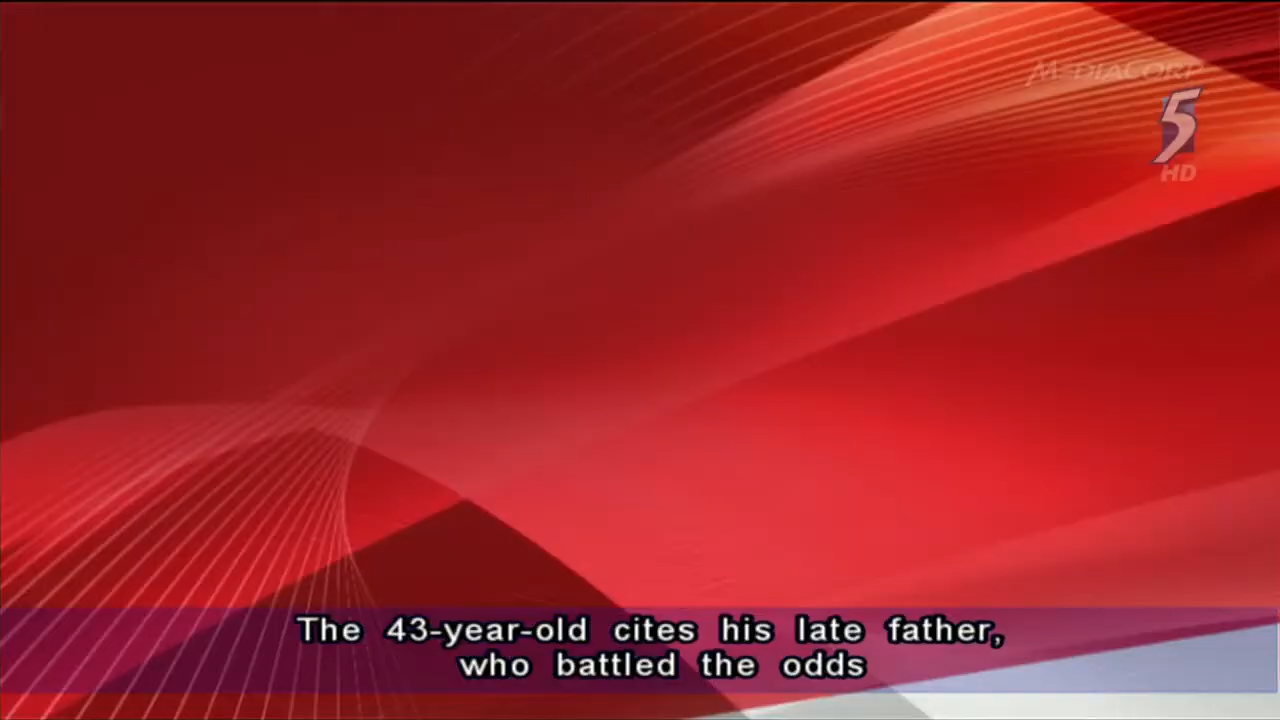 MEDIACORP
5
HD
The 43-year-old cites his late father,
who battled the odds